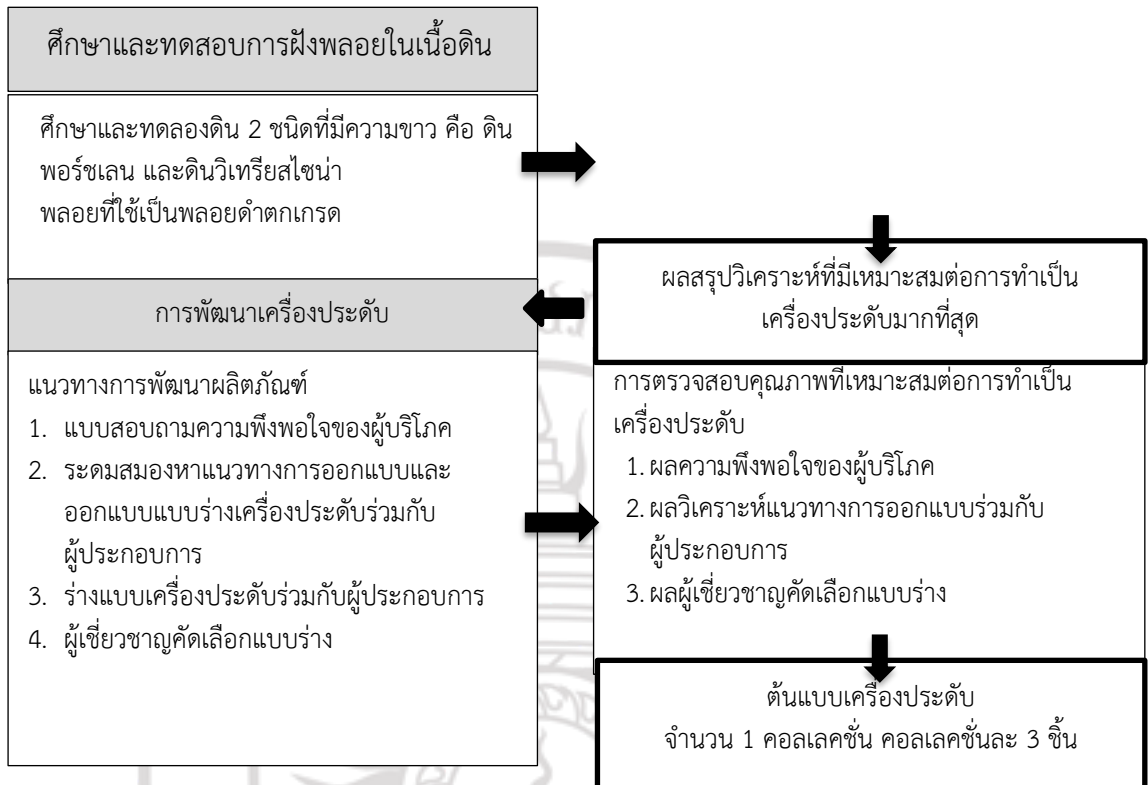 ศึกษาและทดสอบการฝังพลอยในเนื้อดิน
ศึกษาและทดลองดิน 2 ชนิดที่มีความขาว คือ ดิน
พอร์ซเลน และดินวิเทรียสไชน่า
พลอยที่ใช้เป็นพลอยดำตกเกรด
ผลสรุปวิเคราะห์ที่มีเหมาะสมต่อการทำเป็น
เครื่องประดับมากที่สุด
การพัฒนาเครื่องประดับ
แนวทางการพัฒนาผลิตภัณฑ์
1. แบบสอบถามความพึงพอใจของผู้บริโภค
2. ระดมสมองหาแนวทางการออกแบบและ
ออกแบบแบบร่างเครื่องประดับร่วมกับ
ผู้ประกอบการ
3. ร่างแบบเครื่องประดับร่วมกับผู้ประกอบการ
4. ผู้เชี่ยวชาญคัดเลือกแบบร่าง
การตรวจสอบคุณภาพที่เหมาะสมต่อการทำเป็น
เครื่องประดับ
1. ผลความพึงพอใจของผู้บริโภค
2. ผลวิเคราะห์แนวทางการออกแบบร่วมกับ
ผู้ประกอบการ
3. ผลผู้เชี่ยวชาญคัดเลือกแบบร่าง
ต้นแบบเครื่องประดับ
จำนวน 1 คอลเลคชั่น คอลเลคชั่นละ 3 ชิ้น